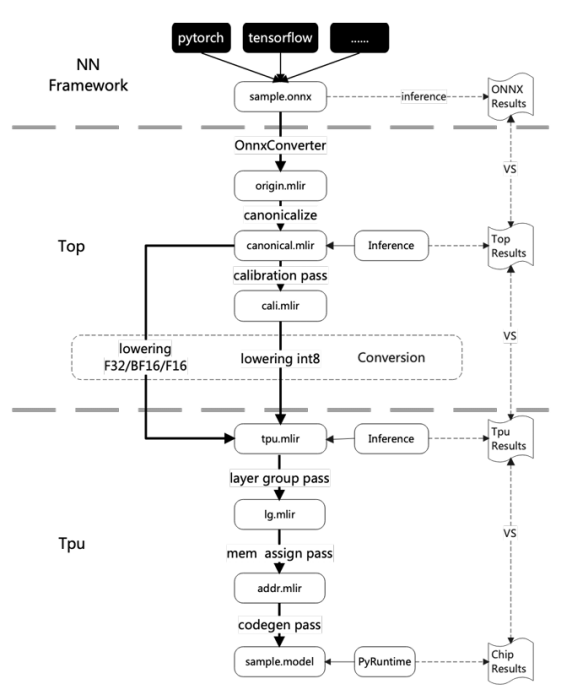 pytorch
tensorflow
......
NN
Framework
sample.onnx
inference
ONNX
Results
OnnxConverter
VS
origin.mlir
canonicalize
Top
canonical.mlir
Inference
Top
Results
calibration pass
cali.mlir
VS
lowering
F32/BF16/F16
lowering int8
Conversion
tpu.mlir
Inference
Tpu
Results
layer group pass
lg.mlir
VS
Tpu
mem assign pass
addr.mlir
codegen pass
sample.model
PyRuntime
Chip
Results